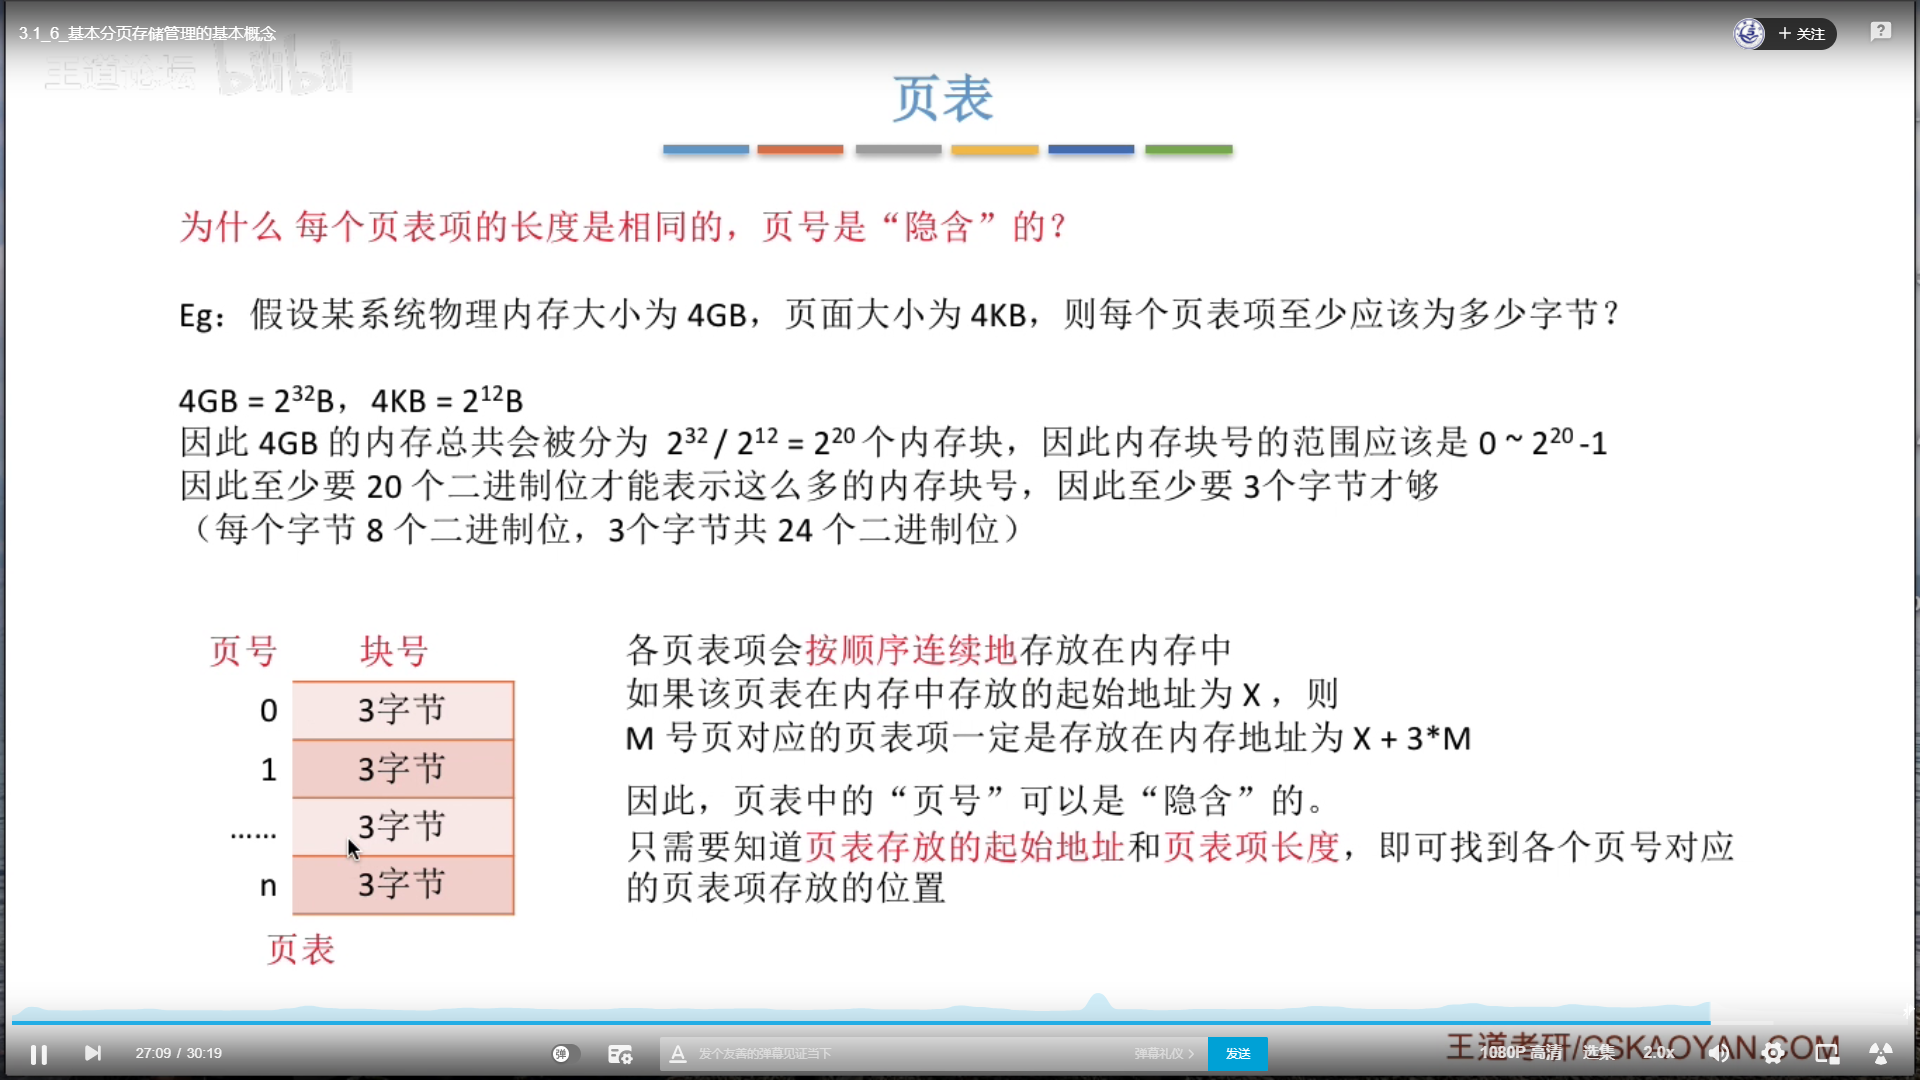 3.1_6_基本分页存储管理的基本概念
+ 关注
王道论坛 bilibili
页表
为什么 每个页表项的长度是相同的，页号是“隐含”的？
Eg：假设某系统物理内存大小为 4GB，页面大小为 4KB，则每个页表项至少应该为多少字节？
4GB = 2³²B，4KB = 2¹²B
因此 4GB 的内存总共会被分为 2³² / 2¹² = 2²⁰ 个内存块，因此内存块号的范围应该是 0 ~ 2²⁰ -1
因此至少要 20 个二进制位才能表示这么多的内存块号，因此至少要 3个字节才够
（每个字节 8 个二进制位，3个字节共 24 个二进制位）
页号 块号
0 3字节
1 3字节
…… 3字节
n 3字节
页表
各页表项会按顺序连续地存放在内存中
如果该页表在内存中存放的起始地址为 X ，则
M 号页对应的页表项一定是存放在内存地址为 X + 3*M
因此，页表中的“页号”可以是“隐含”的。
只需要知道页表存放的起始地址和页表项长度，即可找到各个页号对应
的页表项存放的位置
王道考研/CSKAOYAN.COM
27:09 / 30:19
弹
发个友善的弹幕见证当下
弹幕礼仪
发送
1080P 高清
选集
2.0x